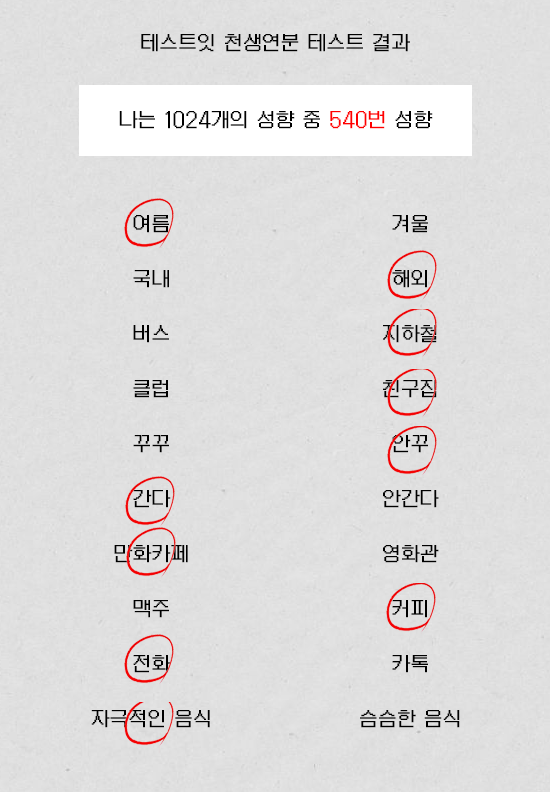 테스트잇 천생연분 테스트 결과
나는 1024개의 성향 중 540번 성향
여름 겨울
국내 해외
버스 지하철
클럽 친구집
꾸꾸 안꾸
간다 안간다
만화카페 영화관
맥주 커피
전화 카톡
자극적인 음식 슴슴한 음식